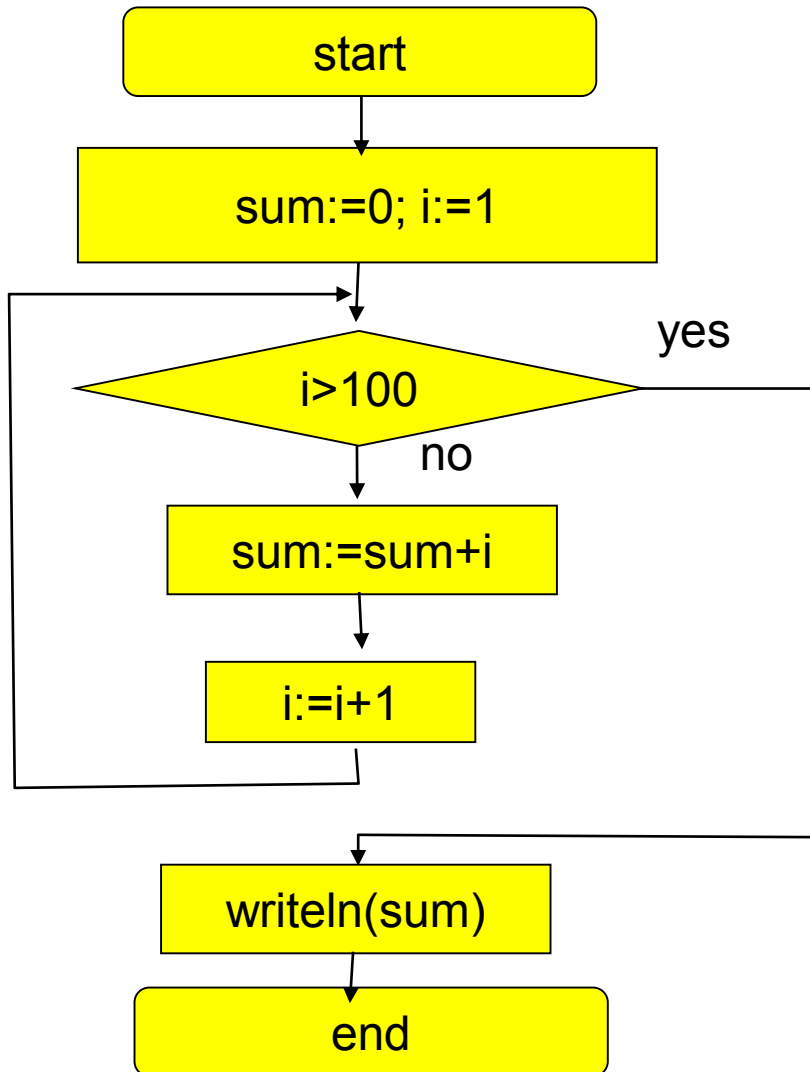 start
sum:=0; i:=1
yes
i>100
no
sum:=sum+i
i:=i+1
writeln(sum)
end